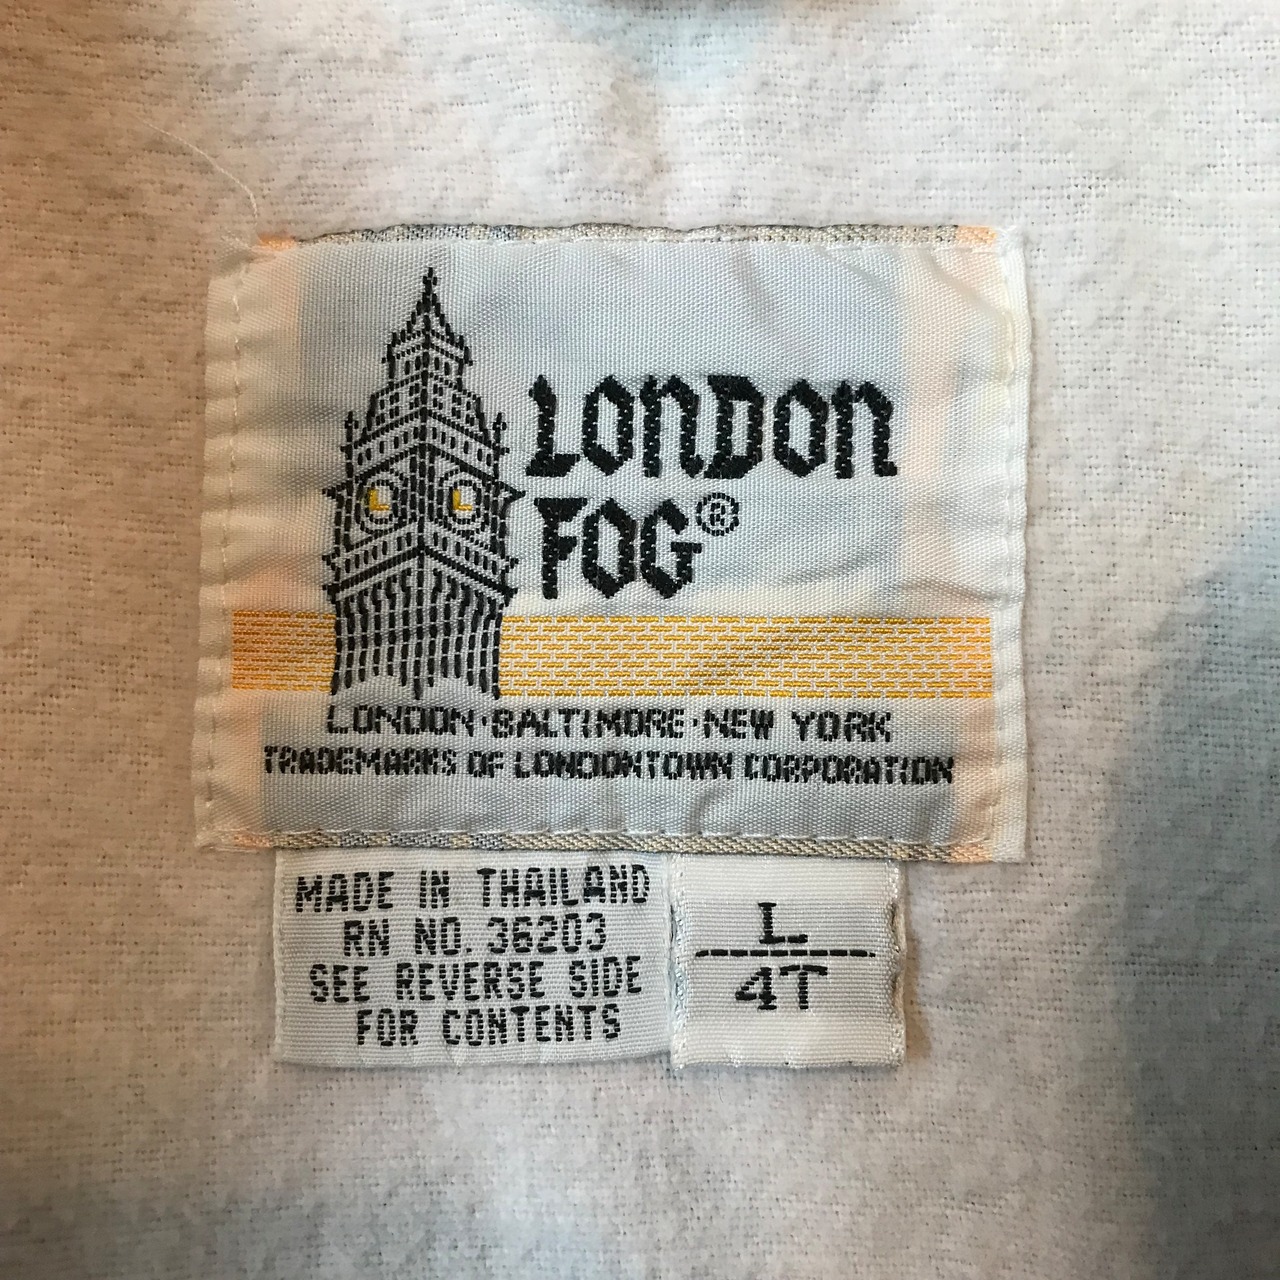 LONDON
FOG®
LONDON·BALTIMORE·NEW YORK
TRADEMARKS OF LONDONTOWN CORPORATION
MADE IN THAILAND
RN NO. 36203
SEE REVERSE SIDE
FOR CONTENTS
L
4T